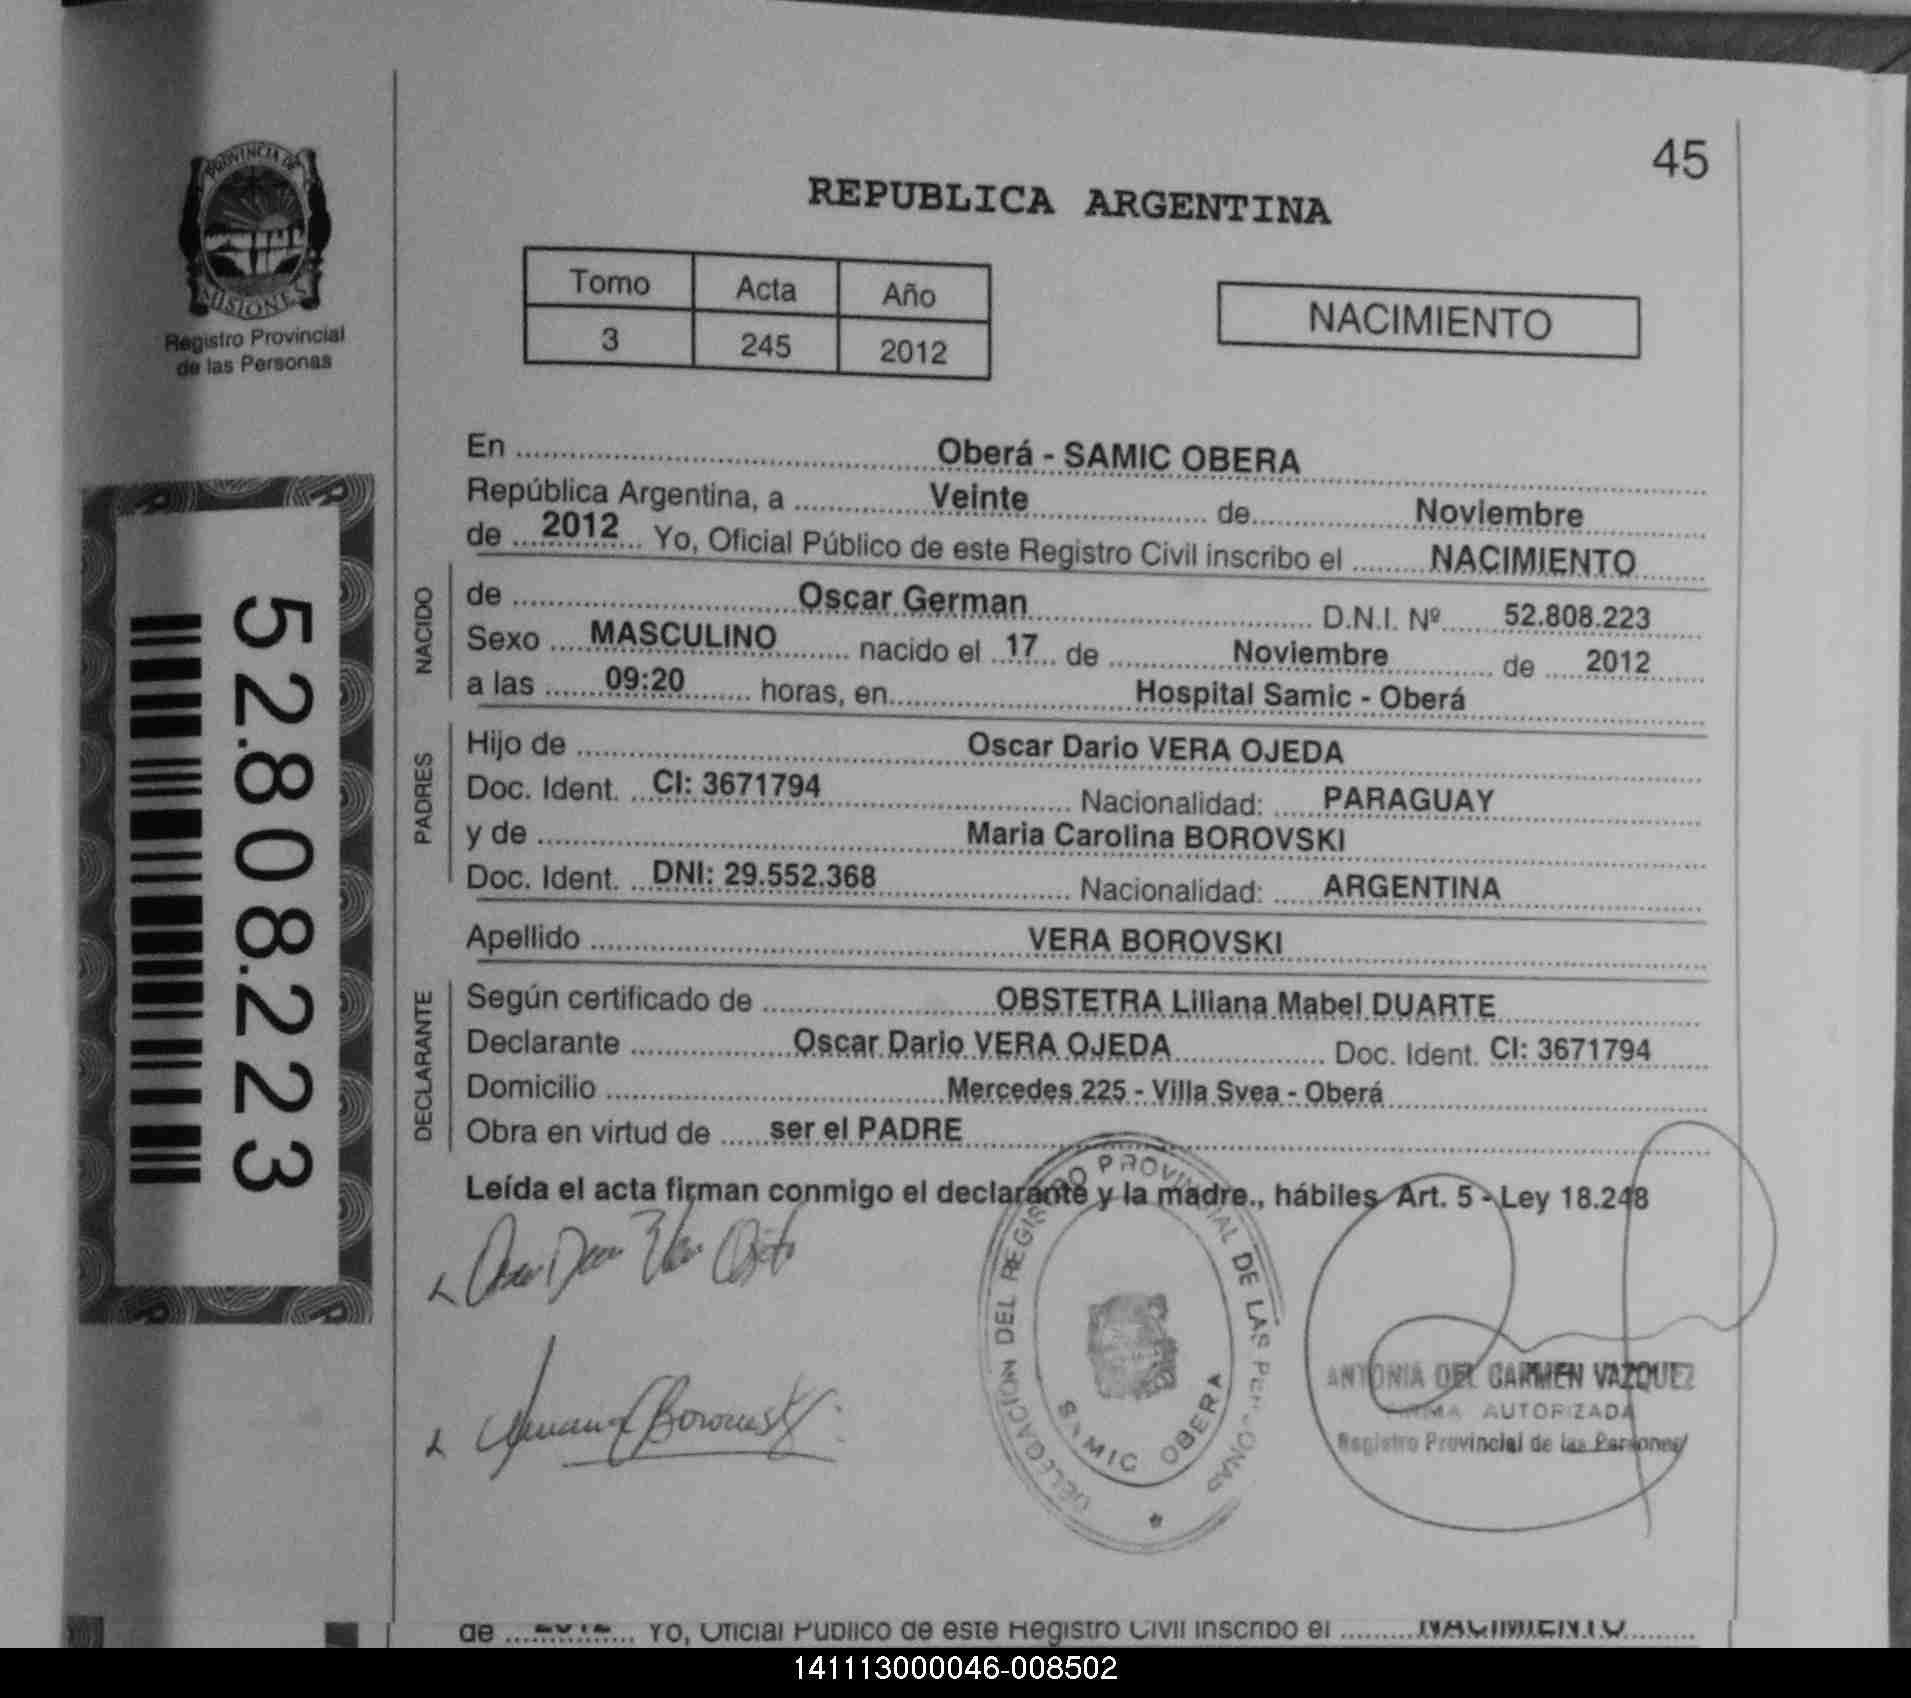 45
REPUBLICA ARGENTINA
PROVINCIA DE
MISIONES
Registro Provincial
de las Personas
Tomo Acta Año
3 245 2012
NACIMIENTO
En Oberá - SAMIC OBERA
República Argentina, a Veinte de Noviembre
de 2012 Yo, Oficial Público de este Registro Civil inscribo el NACIMIENTO
NACIDO
de Oscar German D.N.I. Nº 52.808.223
Sexo MASCULINO nacido el 17 de Noviembre de 2012
a las 09:20 horas, en Hospital Samic - Oberá
PADRES
Hijo de Oscar Dario VERA OJEDA
Doc. Ident. CI: 3671794 Nacionalidad: PARAGUAY
y de Maria Carolina BOROVSKI
Doc. Ident. DNI: 29.552.368 Nacionalidad: ARGENTINA
Apellido VERA BOROVSKI
DECLARANTE
Según certificado de OBSTETRA Liliana Mabel DUARTE
Declarante Oscar Dario VERA OJEDA Doc. Ident. CI: 3671794
Domicilio Mercedes 225 - Villa Svea - Oberá
Obra en virtud de ser el PADRE
Leída el acta firman conmigo el declarante y la madre., hábiles Art. 5 - Ley 18.248
52.808.223
DELEGACION DEL REGISTRO PROVINCIAL DE LAS PERSONAS
SAMIC OBERA
ANTONIA DEL CARMEN VAZQUEZ
FIRMA AUTORIZADA
Registro Provincial de las Personas
de 2012 Yo, Oficial Público de este Registro Civil inscribo el NACIMIENTO
141113000046-008502